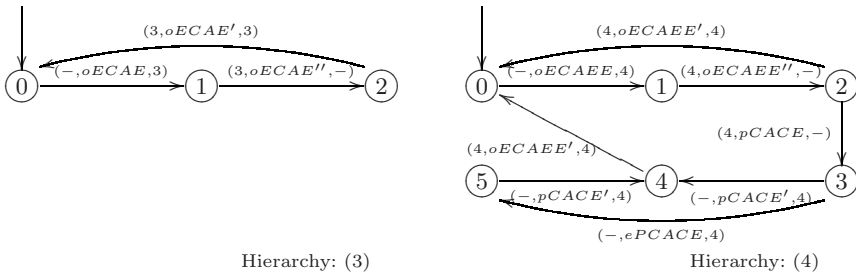 (3,oECAE′,3)
(−,oECAE,3) (3,oECAE′′,−)
0 1 2
Hierarchy: (3)
(4,oECAEE′,4)
(−,oECAEE,4) (4,oECAEE′′,−)
0 1 2
(4,pCACE,−)
(4,oECAEE′,4)
5 4 3
(−,pCACE′,4) (−,pCACE′,4)
(−,ePCACE,4)
Hierarchy: (4)